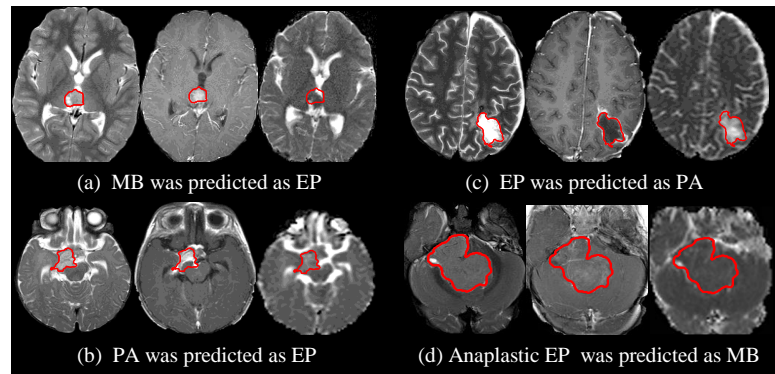 (a) MB was predicted as EP
(c) EP was predicted as PA
(b) PA was predicted as EP
(d) Anaplastic EP was predicted as MB